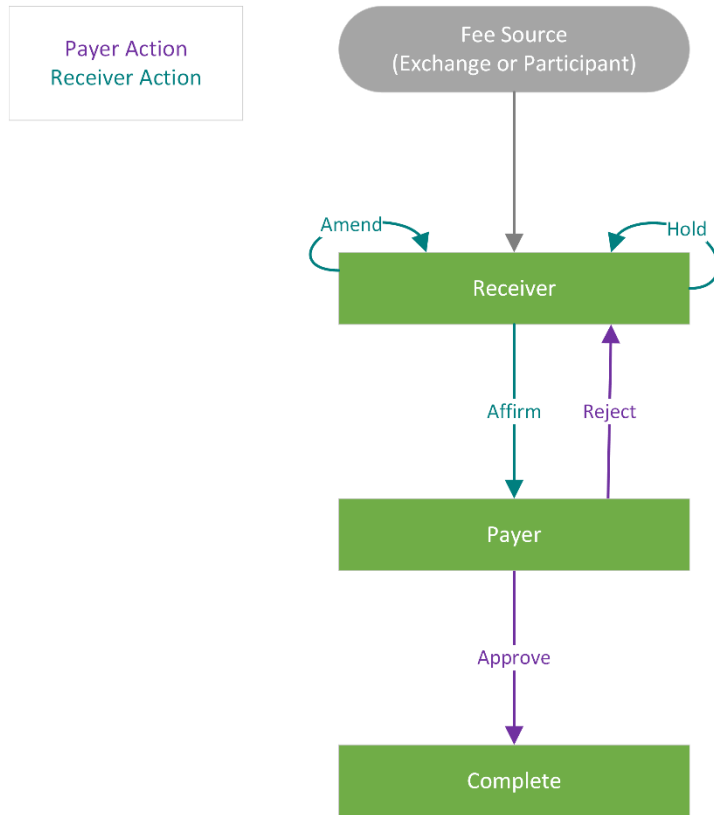 Payer Action
Receiver Action
Fee Source
(Exchange or Participant)
Amend
Hold
Receiver
Affirm
Reject
Payer
Approve
Complete